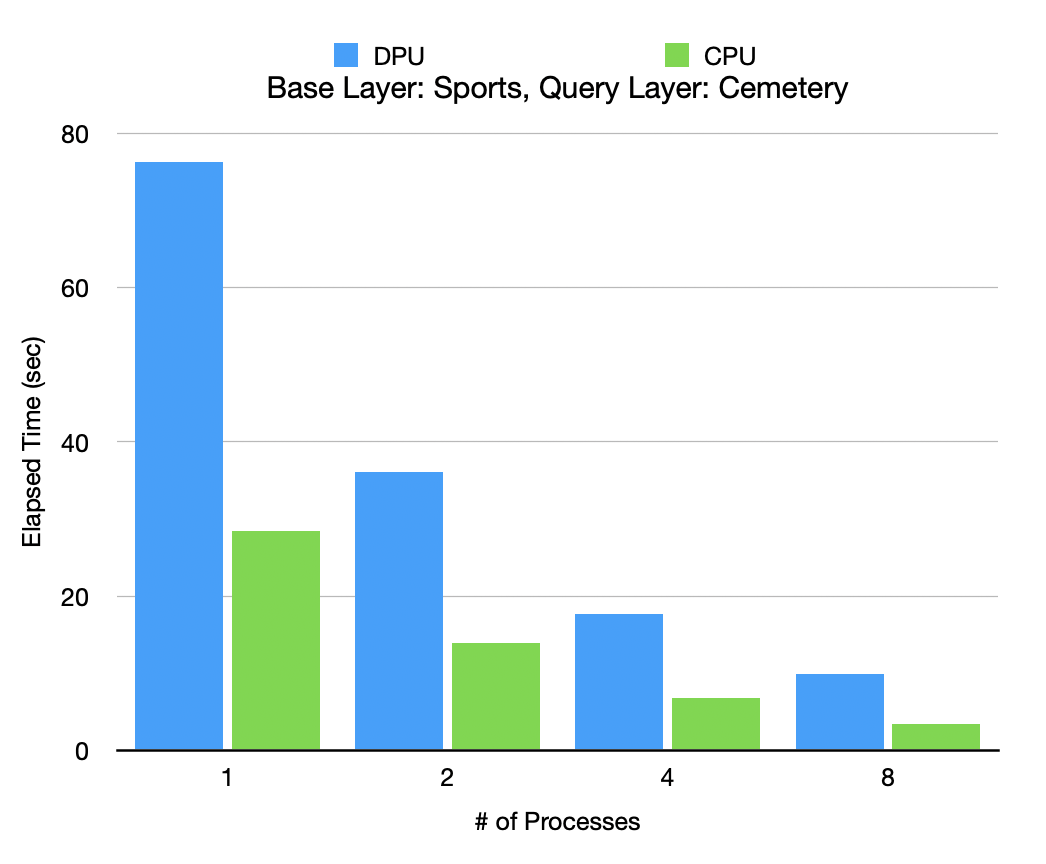 DPU CPU
Base Layer: Sports, Query Layer: Cemetery
80
60
40
20
0
Elapsed Time (sec)
1 2 4 8
# of Processes